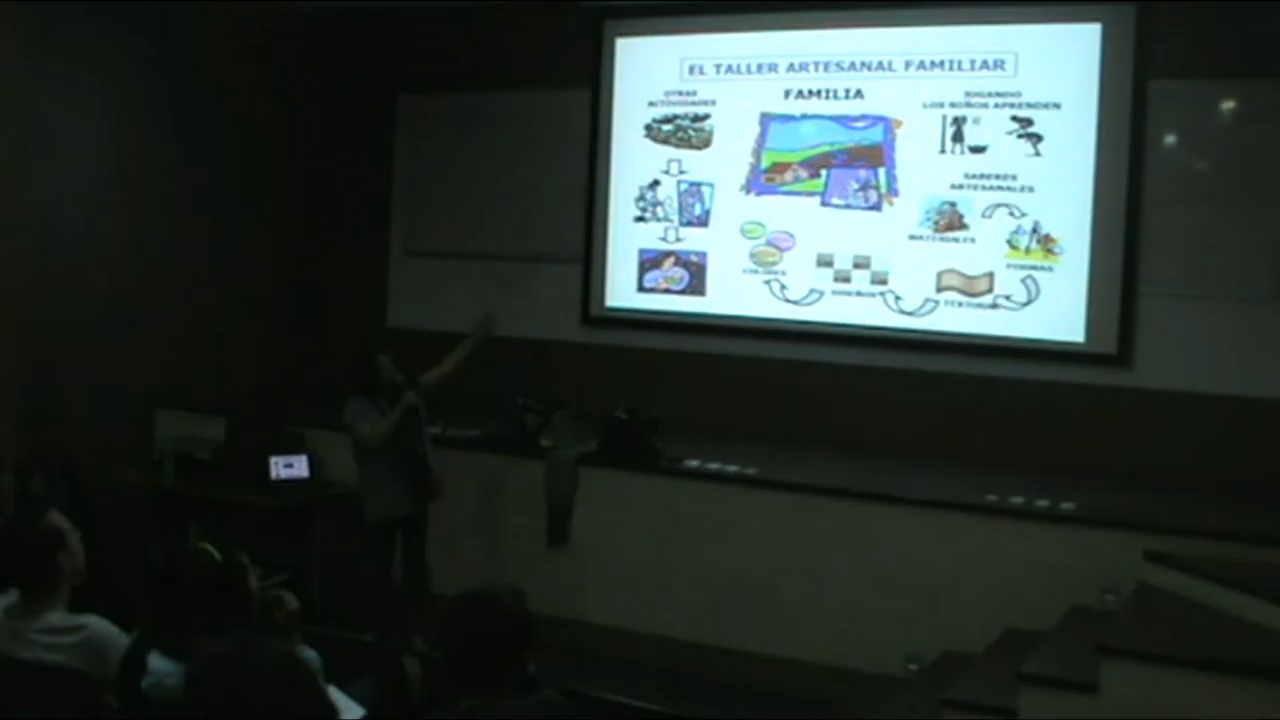 EL TALLER ARTESANAL FAMILIAR
OTRAS
ACTIVIDADES
FAMILIA
JUGANDO
LOS NIÑOS APRENDEN
SABERES
ARTESANALES
MATERIALES
FORMAS
COLORES
TEXTURAS